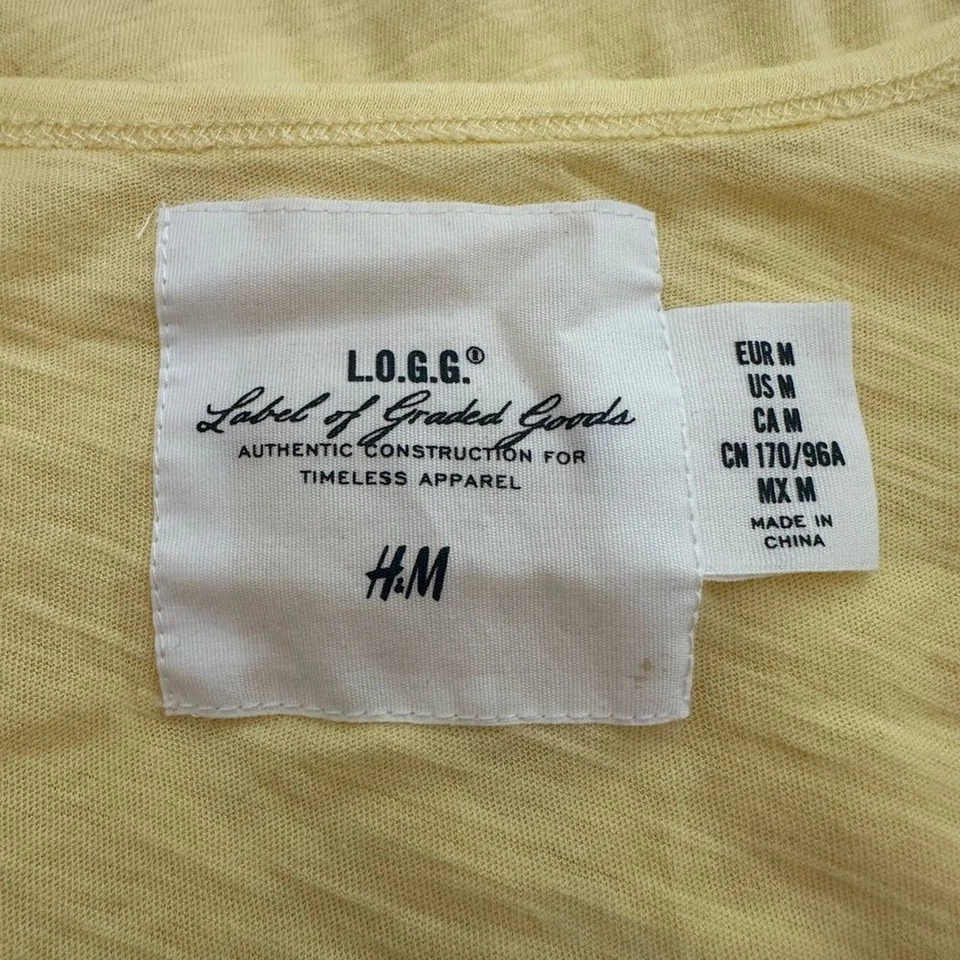 L.O.G.G.®
Label of Graded Goods
AUTHENTIC CONSTRUCTION FOR
TIMELESS APPAREL
H&M
EUR M
US M
CA M
CN 170/96A
MX M
MADE IN
CHINA